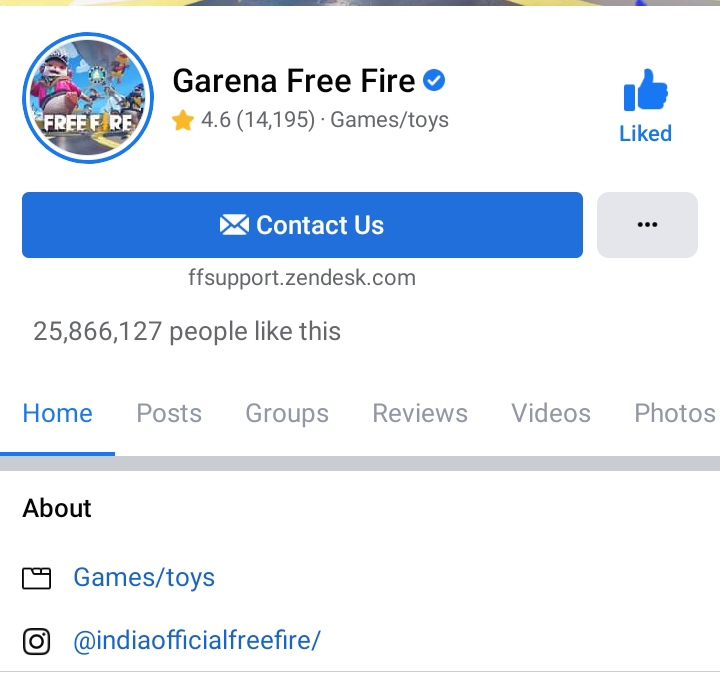 FREE FIRE
Garena Free Fire
4.6 (14,195) · Games/toys
Liked
Contact Us
ffsupport.zendesk.com
25,866,127 people like this
Home Posts Groups Reviews Videos Photos
About
Games/toys
@indiaofficialfreefire/